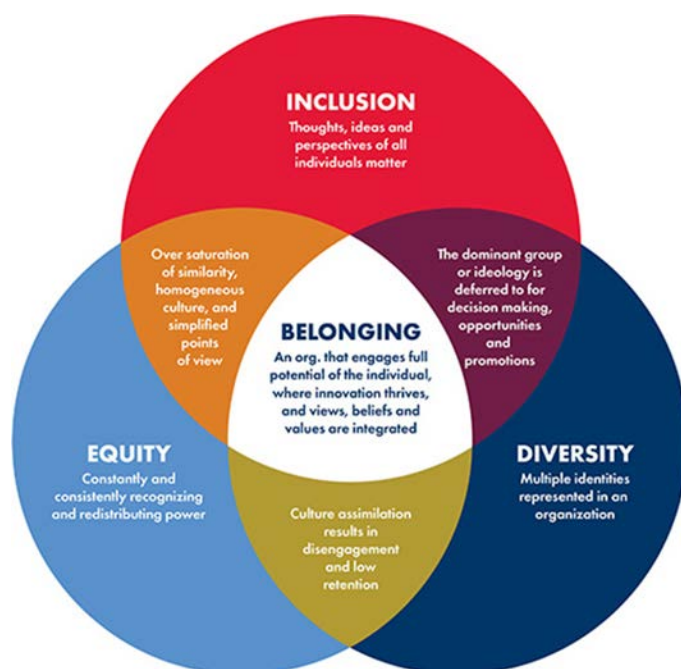 INCLUSION
Thoughts, ideas and
perspectives of all
individuals matter
Over saturation
of similarity,
homogeneous
culture, and
simplified
points
of view
The dominant group
or ideology is
deferred to for
decision making,
opportunities
and
promotions
BELONGING
An org. that engages full
potential of the individual,
where innovation thrives,
and views, beliefs and
values are integrated
EQUITY
Constantly and
consistently recognizing
and redistributing power
DIVERSITY
Multiple identities
represented in an
organization
Culture assimilation
results in
disengagement
and low
retention